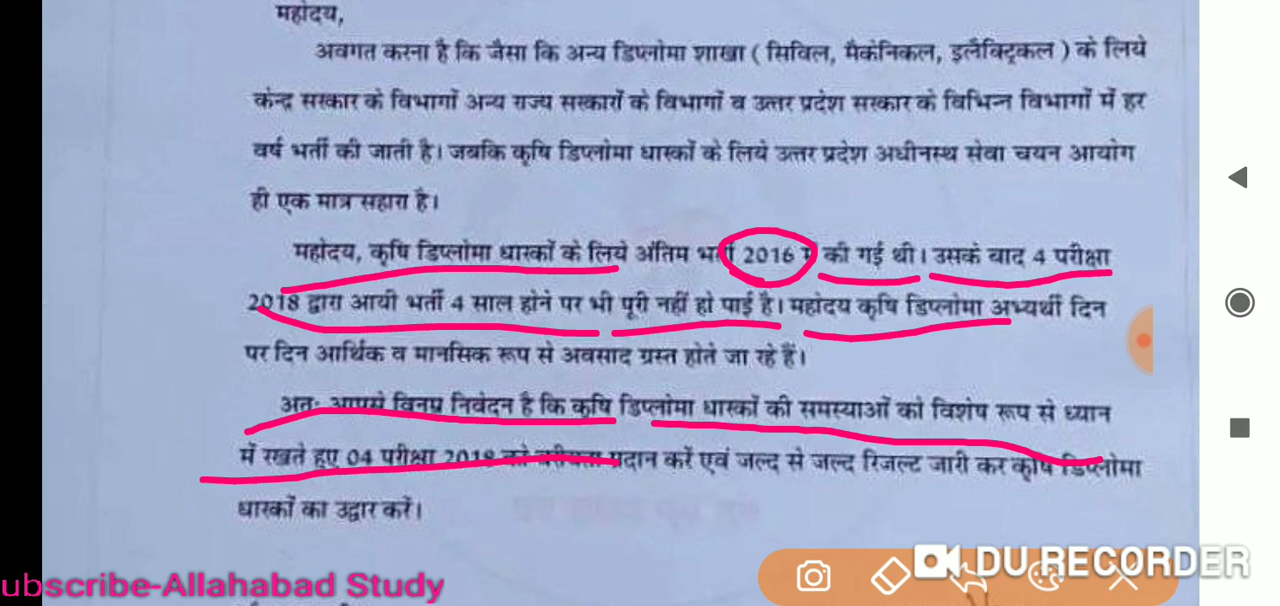 महोदय,
अवगत करना है कि जैसा कि अन्य डिप्लोमा शाखा ( सिविल, मैकेनिकल, इलैक्ट्रिकल ) के लिये
केन्द्र सरकार के विभागों अन्य राज्य सरकारों के विभागों व उत्तर प्रदेश सरकार के विभिन्न विभागों में हर
वर्ष भर्ती की जाती है। जबकि कृषि डिप्लोमा धारकों के लिये उत्तर प्रदेश अधीनस्थ सेवा चयन आयोग
ही एक मात्र सहारा है।
महोदय, कृषि डिप्लोमा धारकों के लिये अंतिम भर्ती 2016 में की गई थी। उसके बाद 4 परीक्षा
2018 द्वारा आयी भर्ती 4 साल होने पर भी पूरी नहीं हो पाई है। महोदय कृषि डिप्लोमा अभ्यर्थी दिन
पर दिन आर्थिक व मानसिक रूप से अवसाद ग्रस्त होते जा रहे हैं।
अतः आपसे विनम्र निवेदन है कि कृषि डिप्लोमा धारकों की समस्याओं को विशेष रूप से ध्यान
में रखते हुए 04 परीक्षा 2018 को वरीयता प्रदान करें एवं जल्द से जल्द रिजल्ट जारी कर कृषि डिप्लोमा
धारकों का उद्वार करें।
DU RECORDER
ubscribe-Allahabad Study